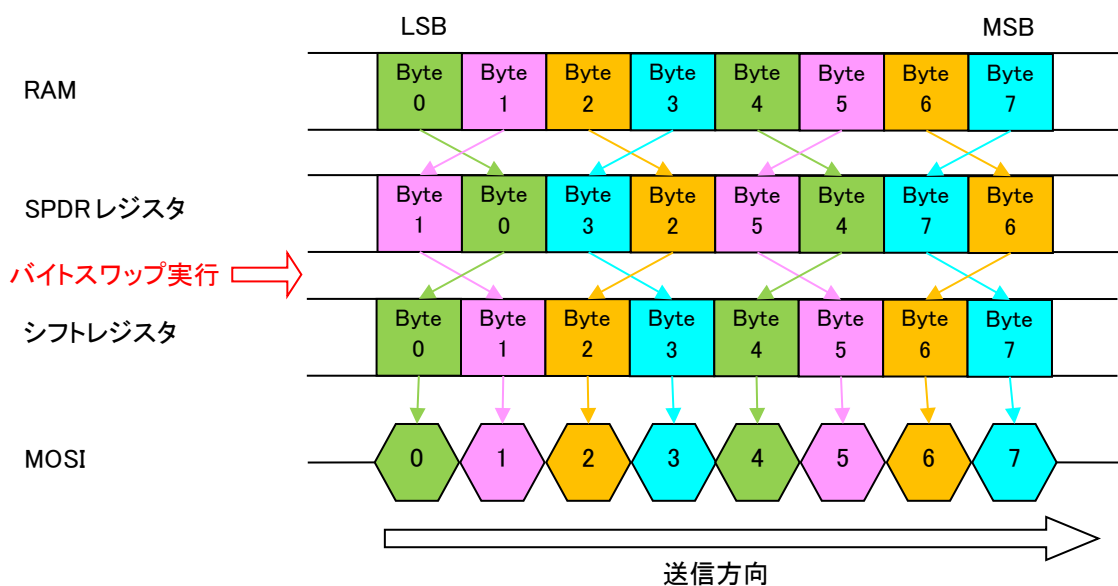 LSB MSB
RAM
Byte Byte Byte Byte Byte Byte Byte Byte
0 1 2 3 4 5 6 7
SPDRレジスタ
Byte Byte Byte Byte Byte Byte Byte Byte
1 0 3 2 5 4 7 6
バイトスワップ実行
シフトレジスタ
Byte Byte Byte Byte Byte Byte Byte Byte
0 1 2 3 4 5 6 7
MOSI 0 1 2 3 4 5 6 7
送信方向